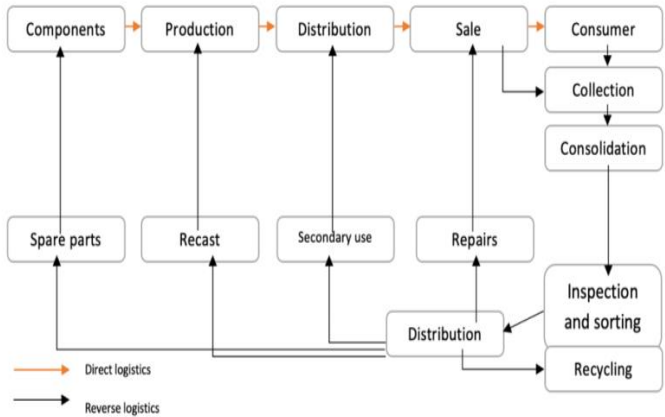 Components
Production
Distribution
Sale
Consumer
Collection
Consolidation
Spare parts
Recast
Secondary use
Repairs
Inspection
and sorting
Distribution
Recycling
Direct logistics
Reverse logistics